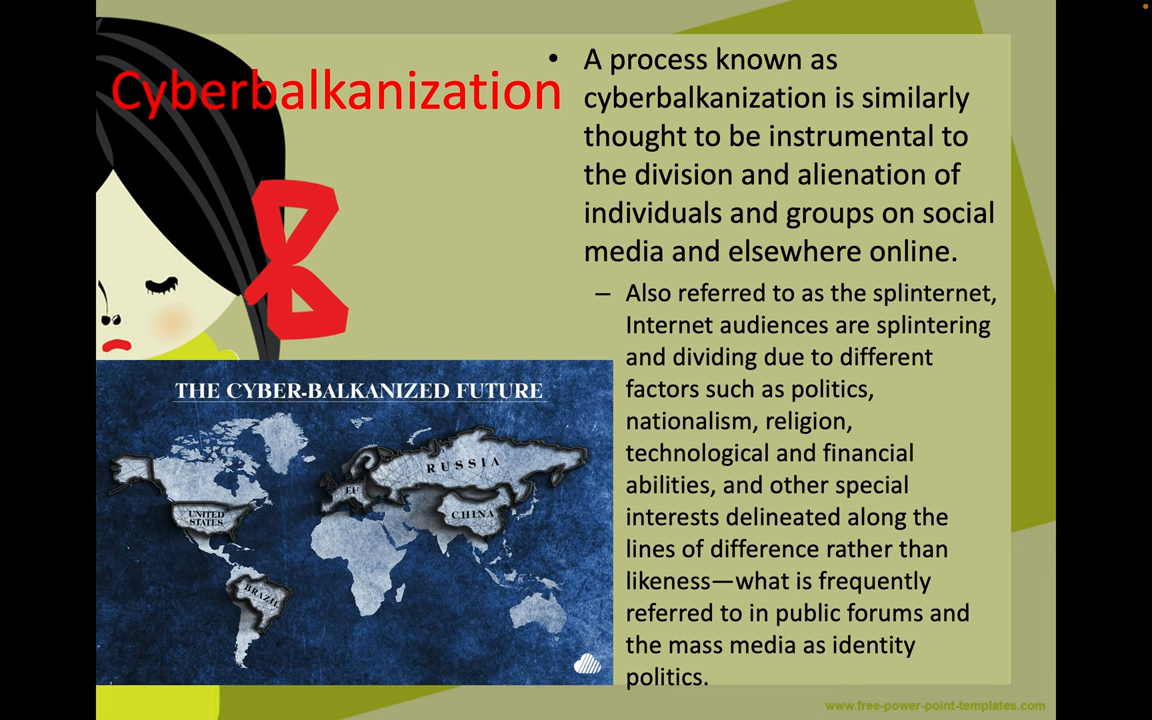 Cyberbalkanization
• A process known as
cyberbalkanization is similarly
thought to be instrumental to
the division and alienation of
individuals and groups on social
media and elsewhere online.
– Also referred to as the splinternet,
Internet audiences are splintering
and dividing due to different
factors such as politics,
nationalism, religion,
technological and financial
abilities, and other special
interests delineated along the
lines of difference rather than
likeness—what is frequently
referred to in public forums and
the mass media as identity
politics.
THE CYBER-BALKANIZED FUTURE
RUSSIA
EU
CHINA
UNITED
STATES
BRAZIL
www.free-power-point-templates.com